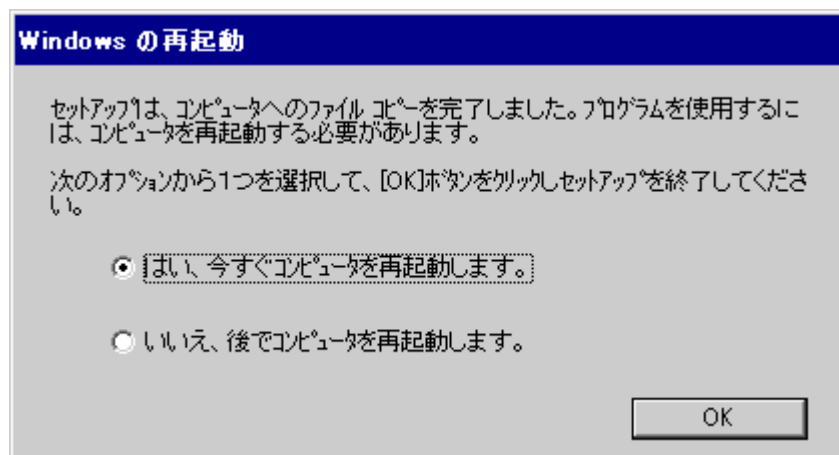 Windows の再起動
セットアップは、コンピュータへのファイル コピーを完了しました。プログラムを使用するに
は、コンピュータを再起動する必要があります。
次のオプションから1つを選択して、[OK]ボタンをクリックしセットアップを終了してくださ
い。
はい、今すぐコンピュータを再起動します。
いいえ、後でコンピュータを再起動します。
OK